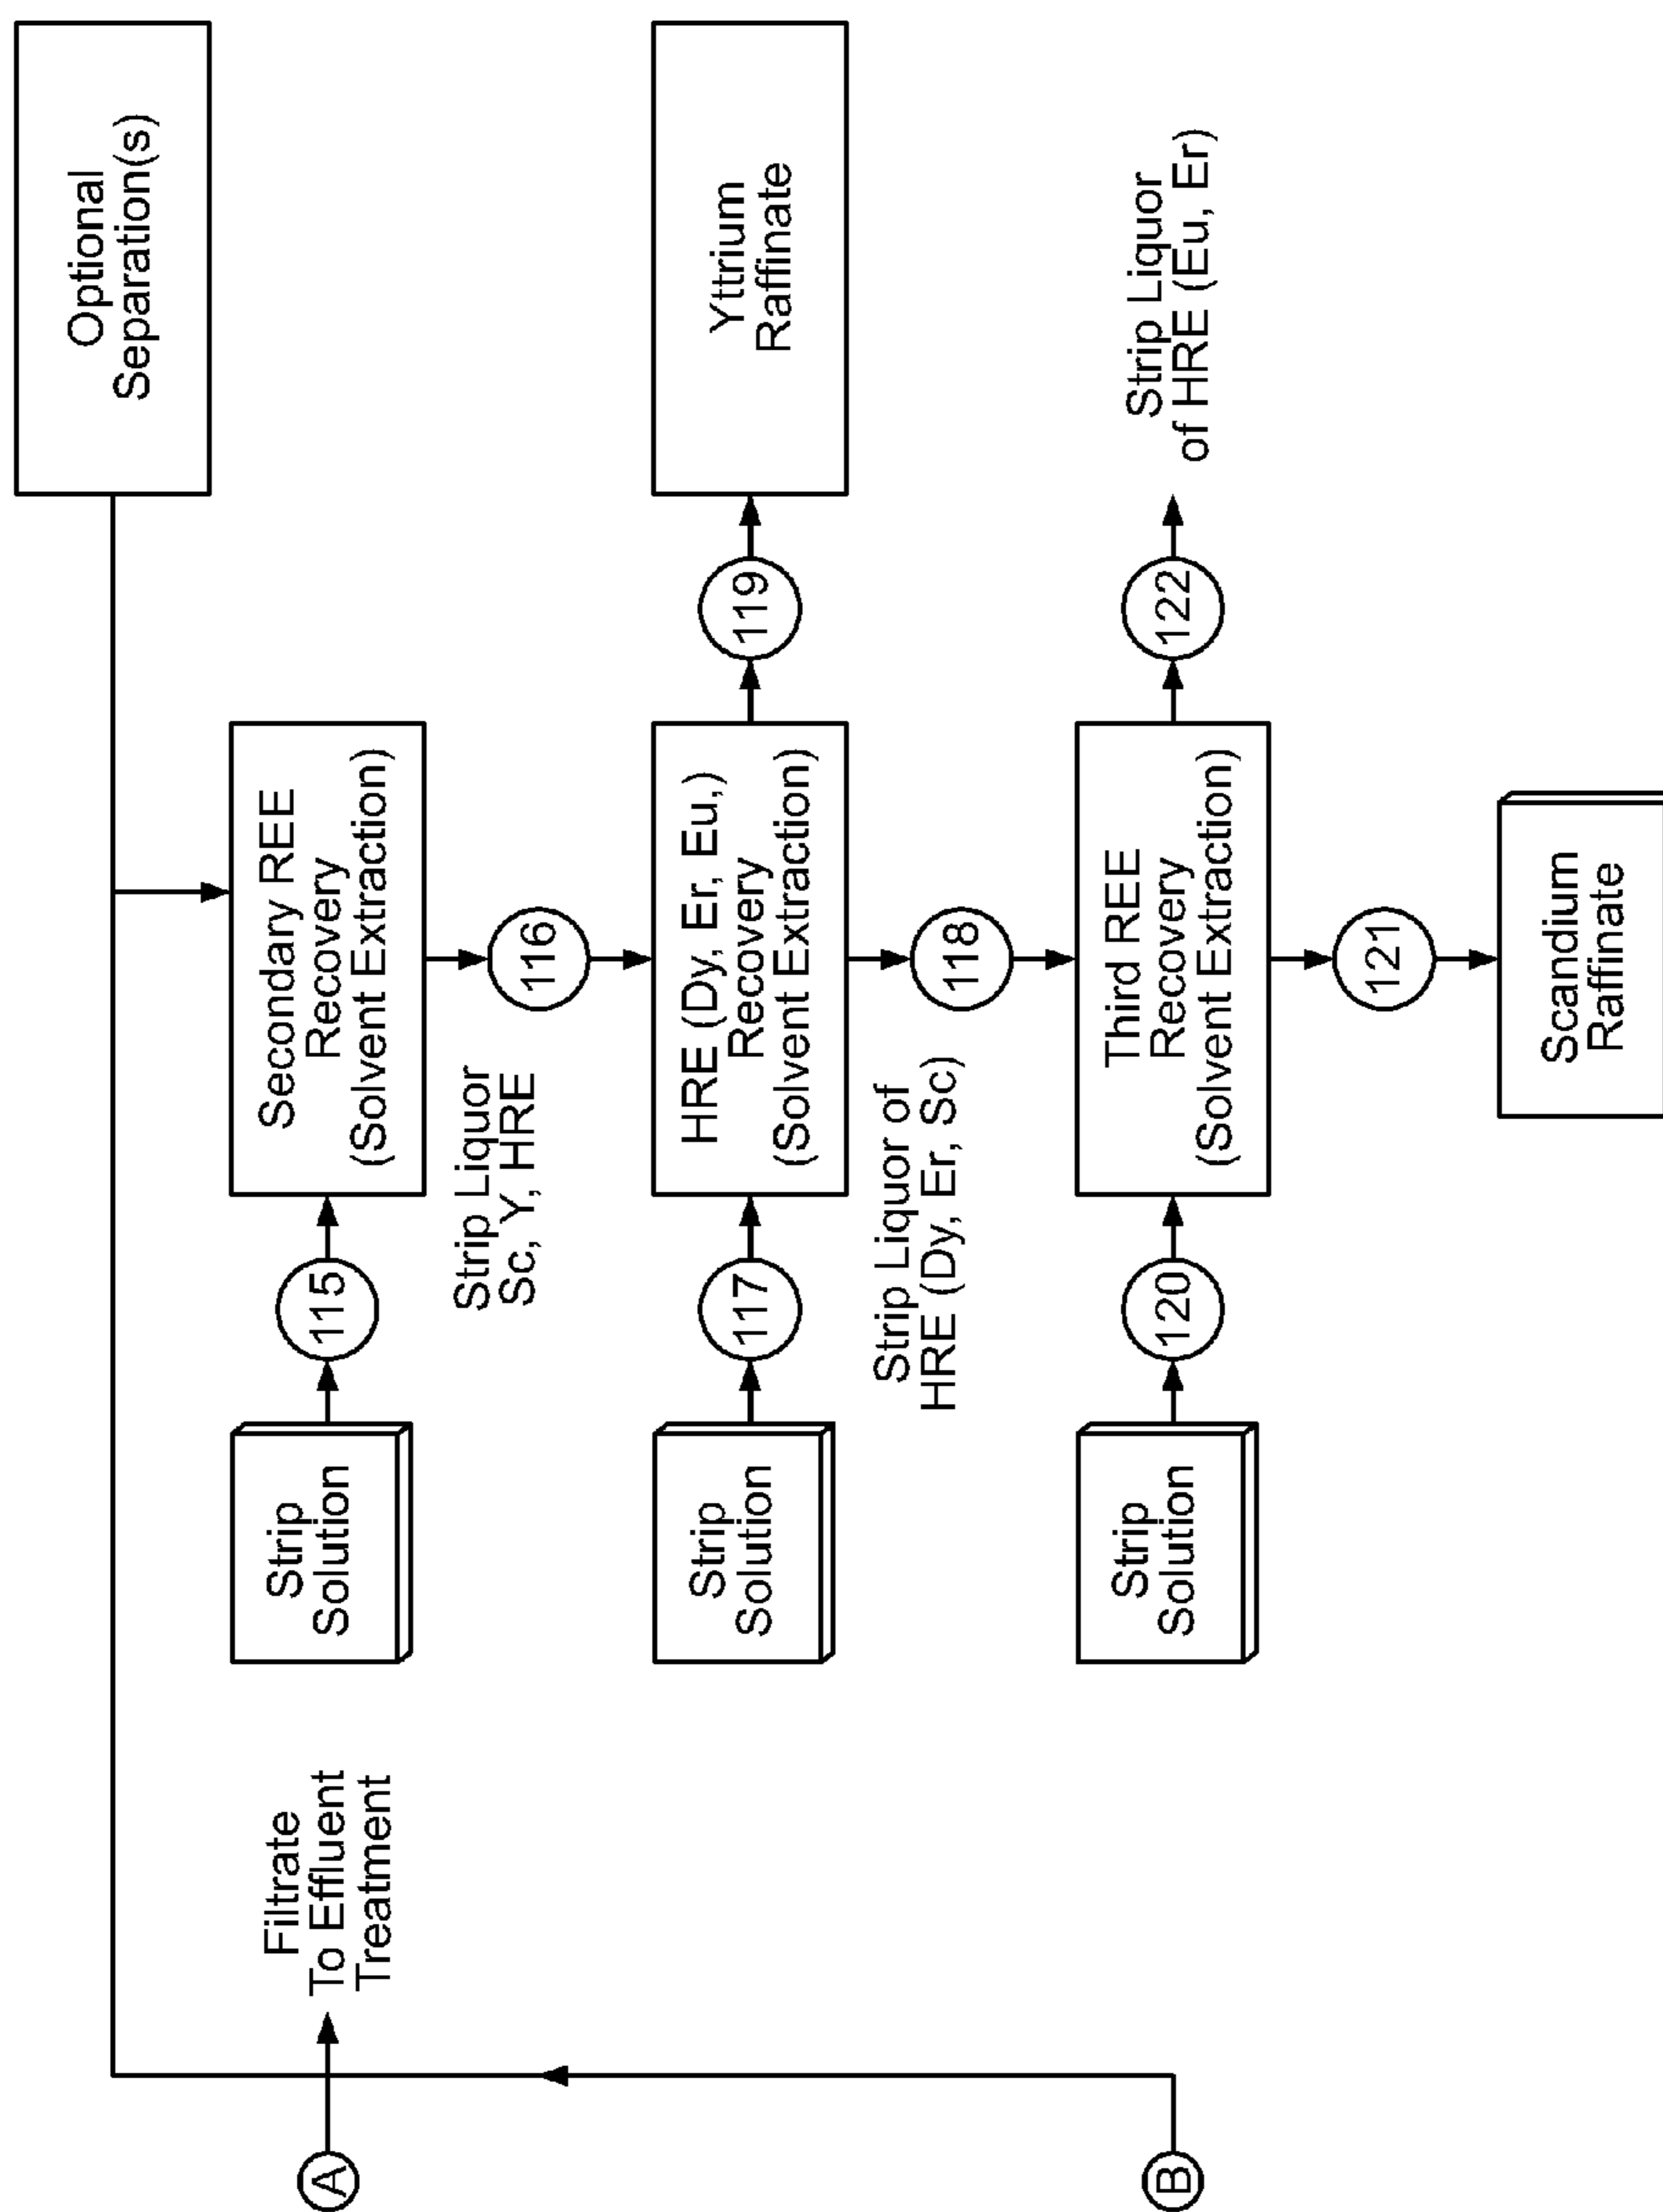 Optional
Separation(s)
A
Filtrate
To Effluent
Treatment
Strip
Solution
115
Secondary REE
Recovery
(Solvent Extraction)
Strip Liquor
Sc, Y, HRE
116
Strip
Solution
117
HRE (Dy, Er, Eu,)
Recovery
(Solvent Extraction)
119
Yttrium
Raffinate
Strip Liquor of
HRE (Dy, Er, Sc)
118
B
Strip
Solution
120
Third REE
Recovery
(Solvent Extraction)
122
Strip Liquor
of HRE (Eu, Er)
121
Scandium
Raffinate